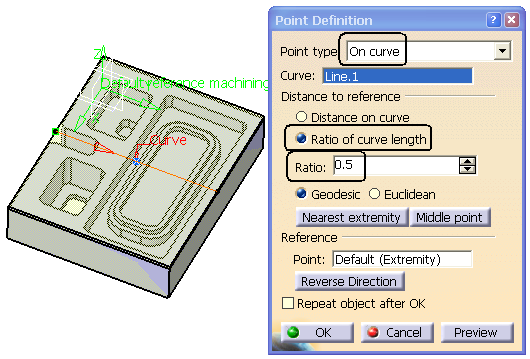 Z
Default reference machining
Curve
Point Definition
?
Point type: On curve
Curve: Line.1
Distance to reference
Distance on curve
Ratio of curve length
Ratio: 0.5
Geodesic Euclidean
Nearest extremity Middle point
Reference
Point: Default (Extremity)
Reverse Direction
Repeat object after OK
OK Cancel Preview